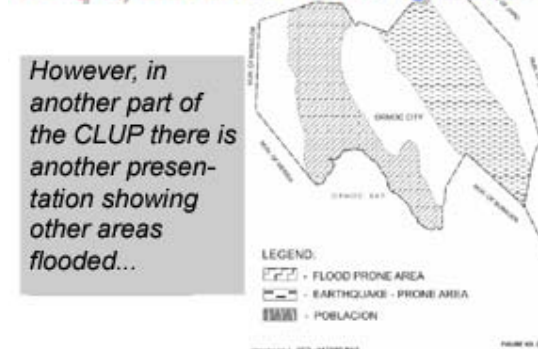 However, in
another part of
the CLUP there is
another presen-
tation showing
other areas
flooded...
ORMOC CITY
ORMOC BAY
LEGEND:
- FLOOD PRONE AREA
- EARTHQUAKE - PRONE AREA
- POBLACION